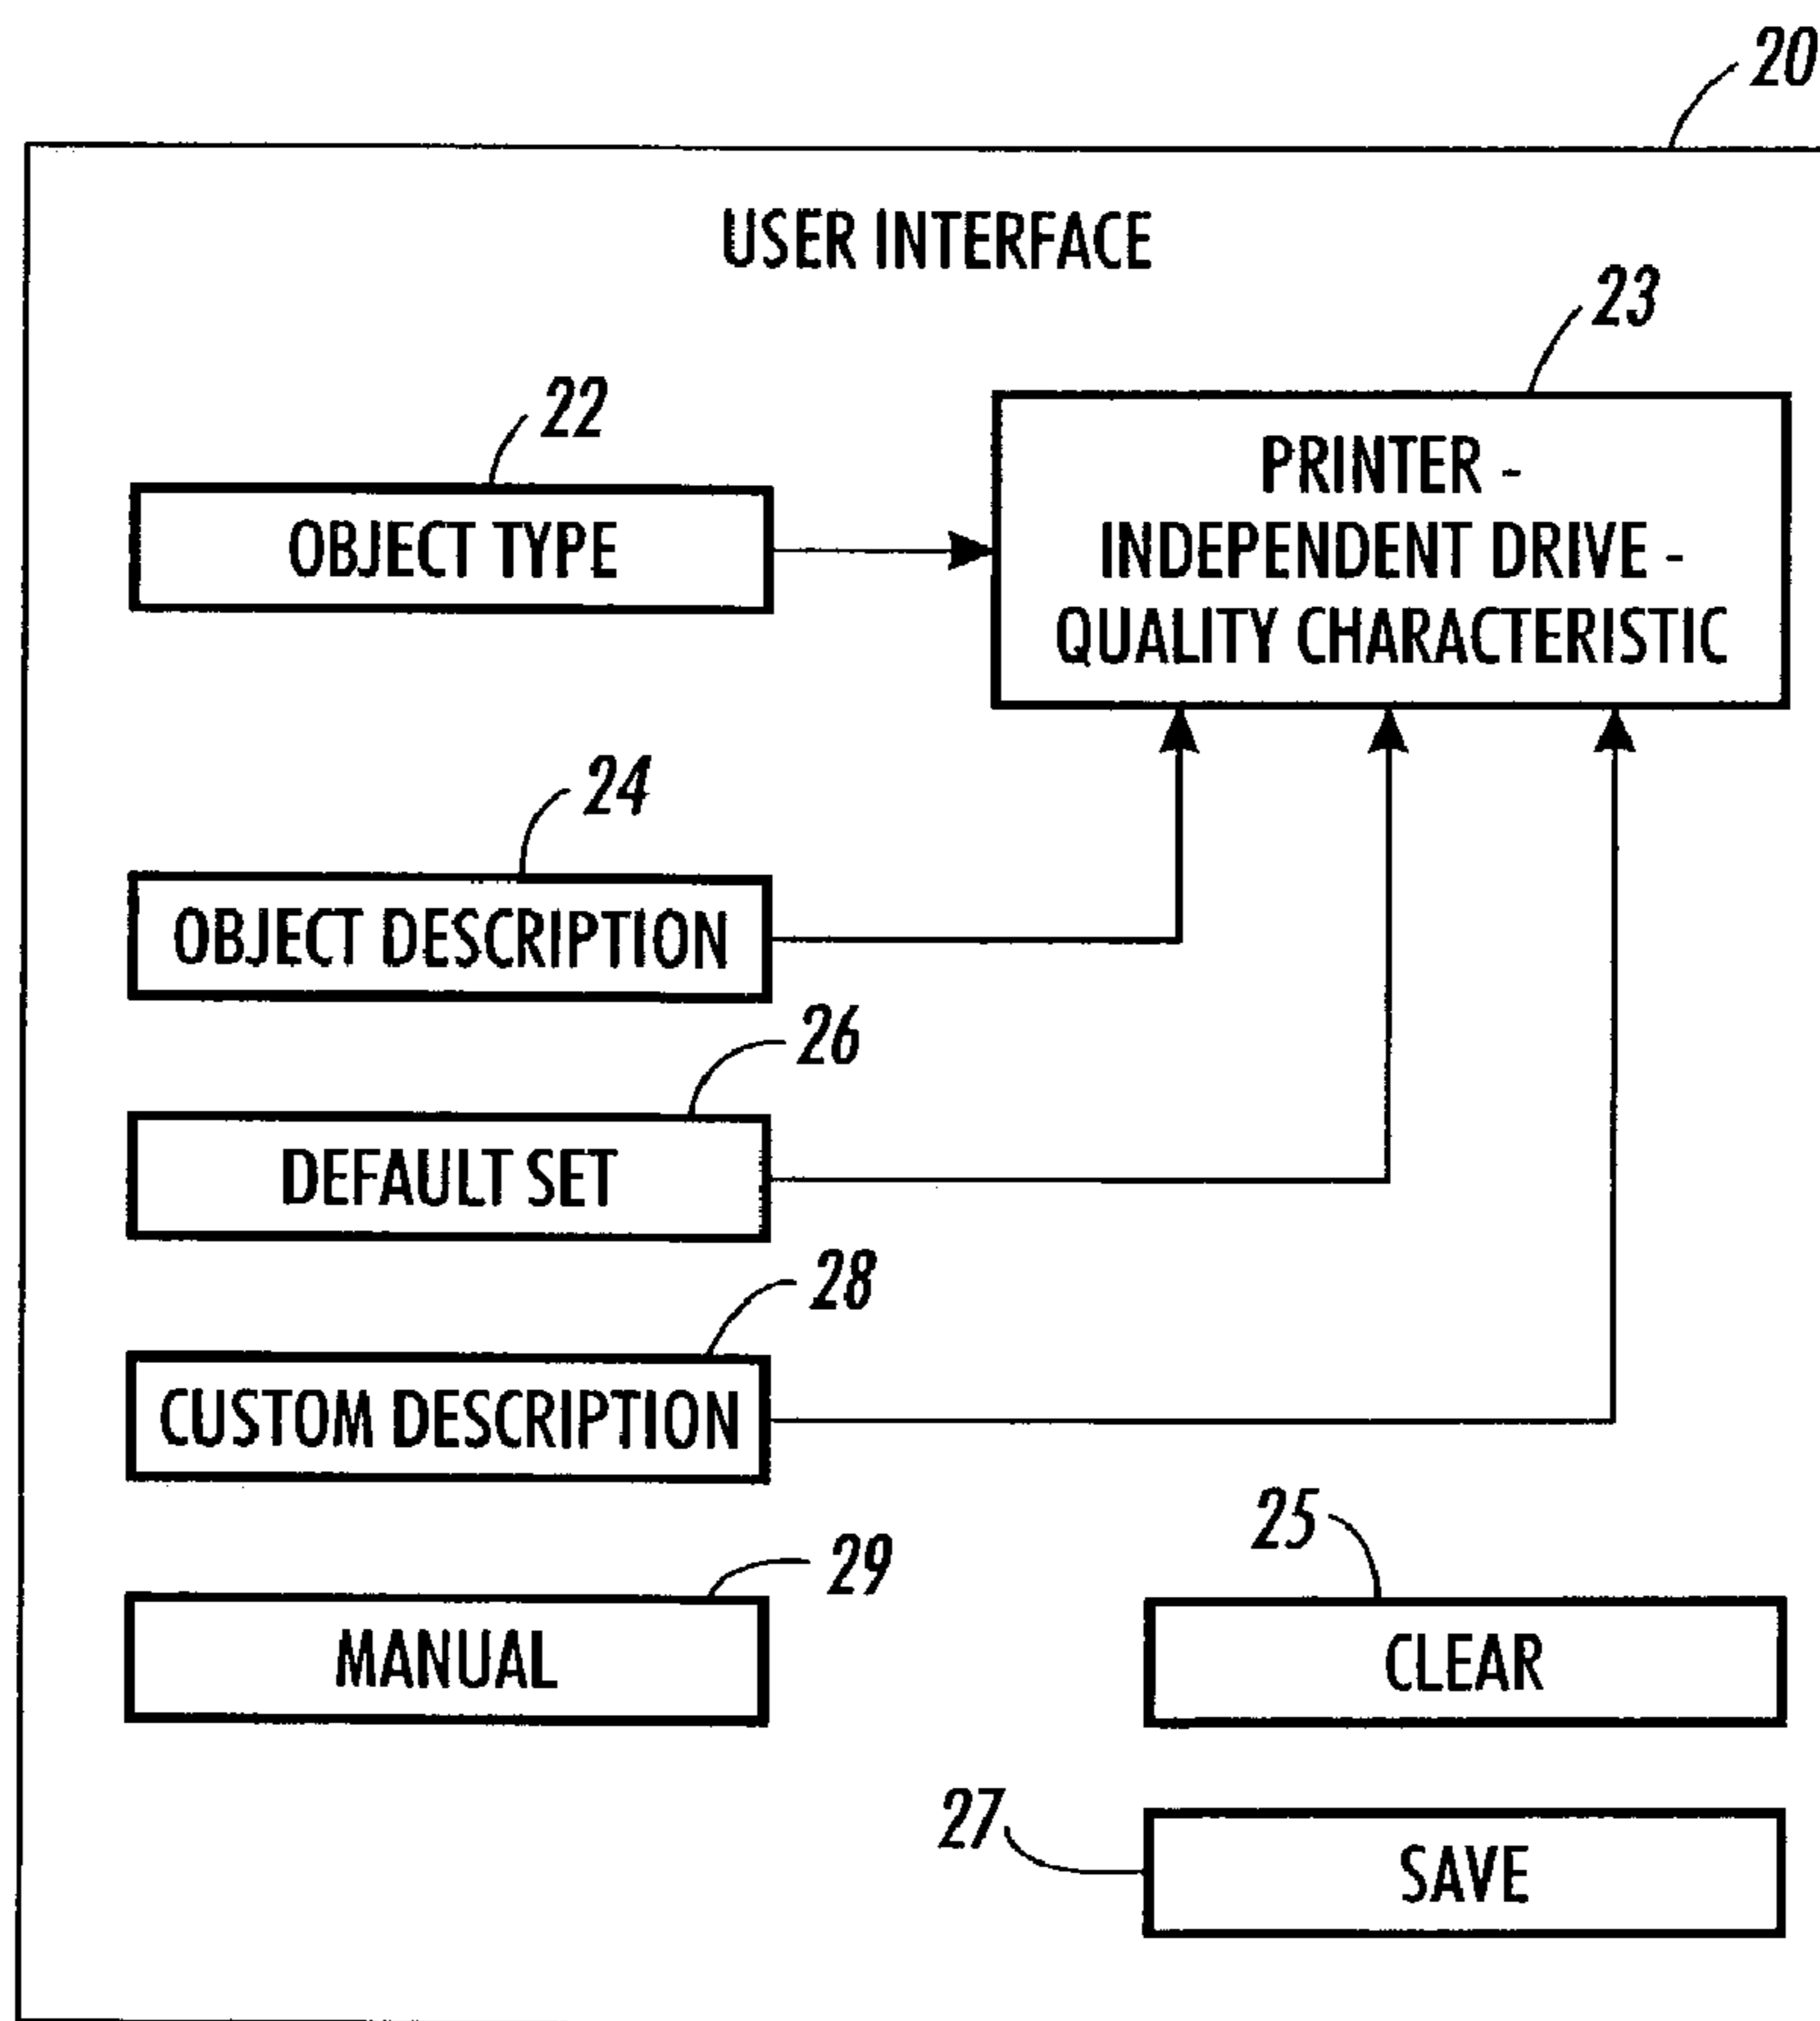 20
USER INTERFACE
23
22
PRINTER -
INDEPENDENT DRIVE -
QUALITY CHARACTERISTIC
OBJECT TYPE
24
OBJECT DESCRIPTION
26
DEFAULT SET
28
CUSTOM DESCRIPTION
25
29
MANUAL
CLEAR
27
SAVE